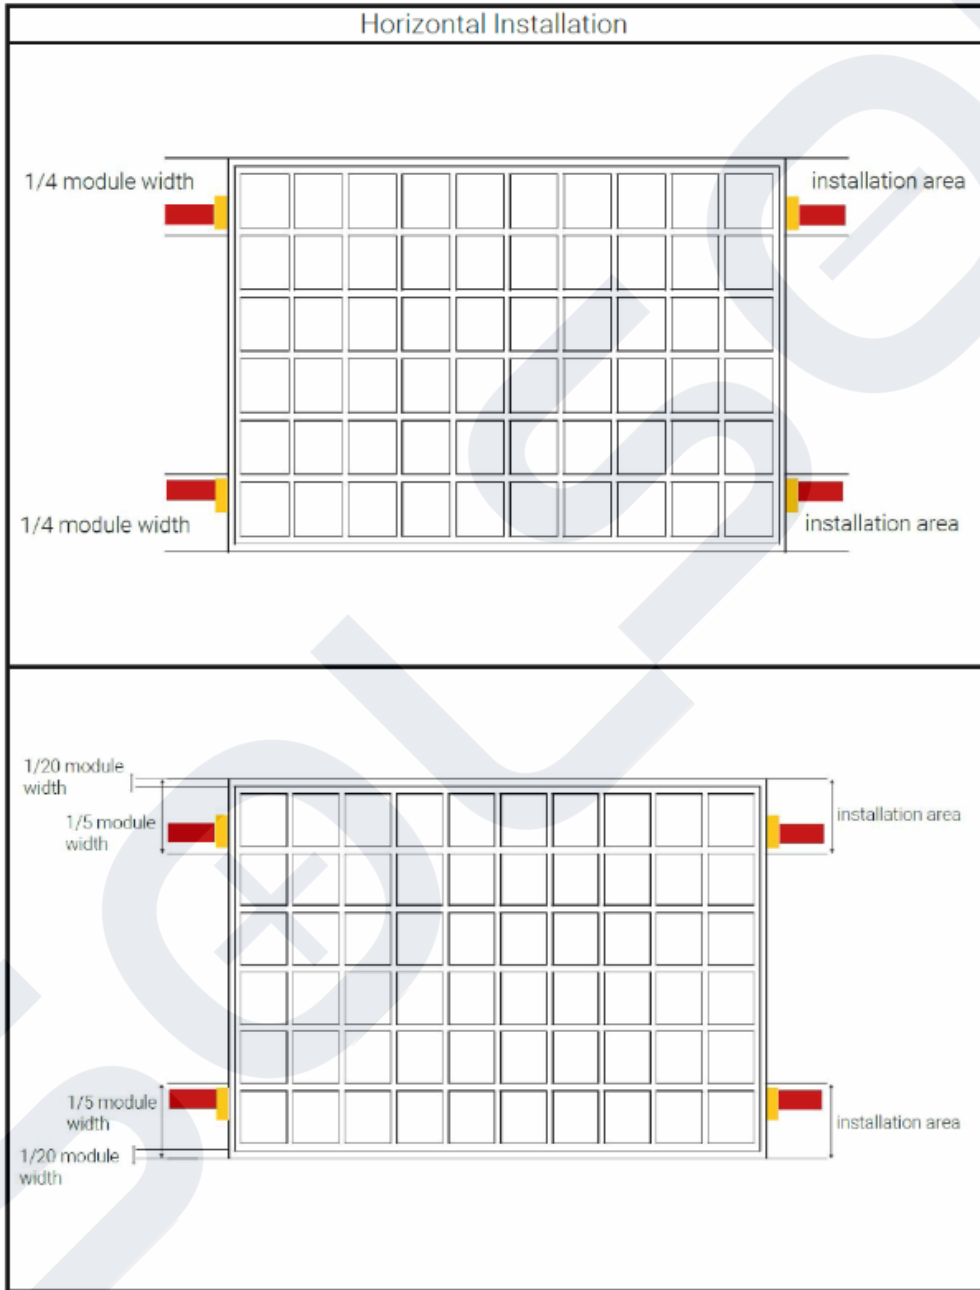 Horizontal Installation
1/4 module width
installation area
1/4 module width
installation area
1/20 module
width
1/5 module
width
installation area
1/5 module
width
1/20 module
width
installation area